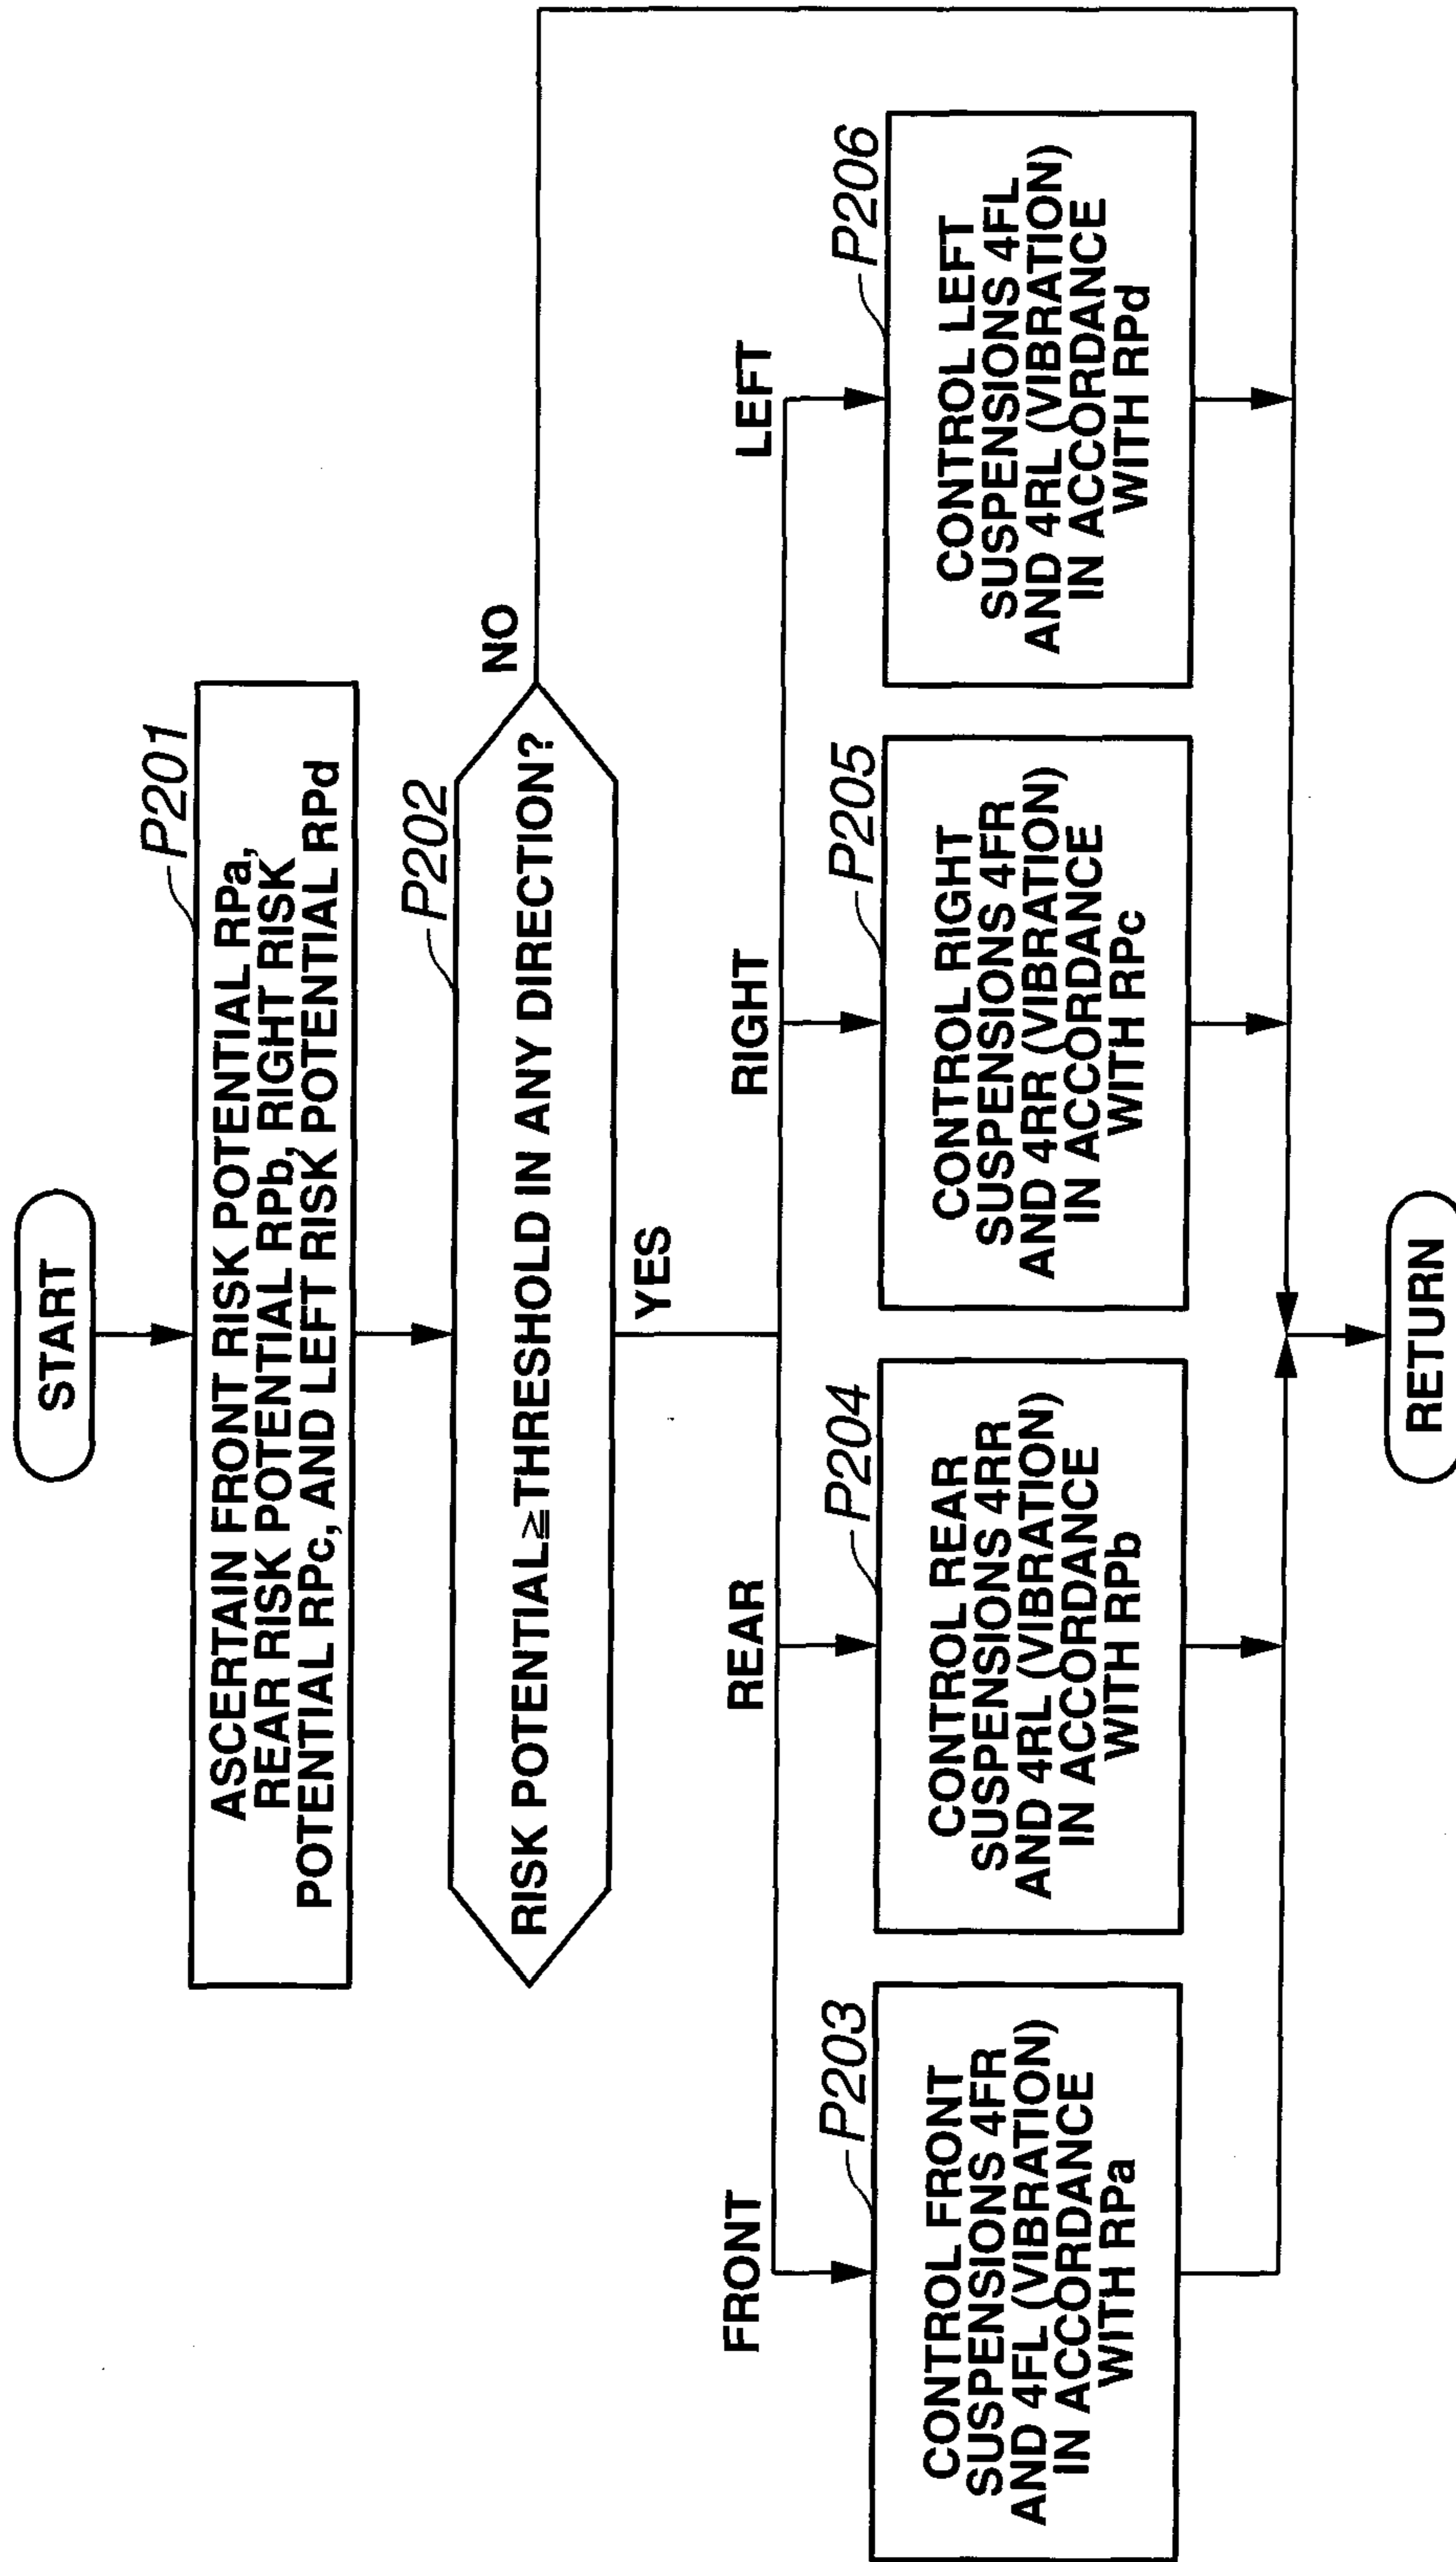 START
P201
ASCERTAIN FRONT RISK POTENTIAL RPa,
REAR RISK POTENTIAL RPb, RIGHT RISK
POTENTIAL RPc, AND LEFT RISK POTENTIAL RPd
P202
RISK POTENTIAL≧THRESHOLD IN ANY DIRECTION?
NO
YES
FRONT
REAR
RIGHT
LEFT
P203
CONTROL FRONT
SUSPENSIONS 4FR
AND 4FL (VIBRATION)
IN ACCORDANCE
WITH RPa
P204
CONTROL REAR
SUSPENSIONS 4RR
AND 4RL (VIBRATION)
IN ACCORDANCE
WITH RPb
P205
CONTROL RIGHT
SUSPENSIONS 4FR
AND 4RR (VIBRATION)
IN ACCORDANCE
WITH RPc
P206
CONTROL LEFT
SUSPENSIONS 4FL
AND 4RL (VIBRATION)
IN ACCORDANCE
WITH RPd
RETURN